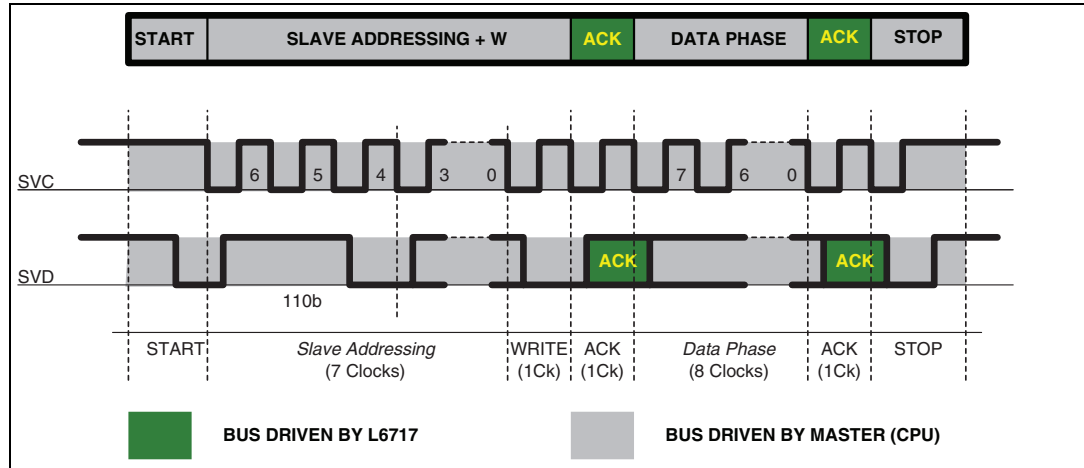 START SLAVE ADDRESSING + W ACK DATA PHASE ACK STOP
SVC 6 5 4 3 0 7 6 0
SVD ACK ACK
110b
START Slave Addressing WRITE ACK Data Phase ACK STOP
(7 Clocks) (1Ck) (1Ck) (8 Clocks) (1Ck)
BUS DRIVEN BY L6717 BUS DRIVEN BY MASTER (CPU)